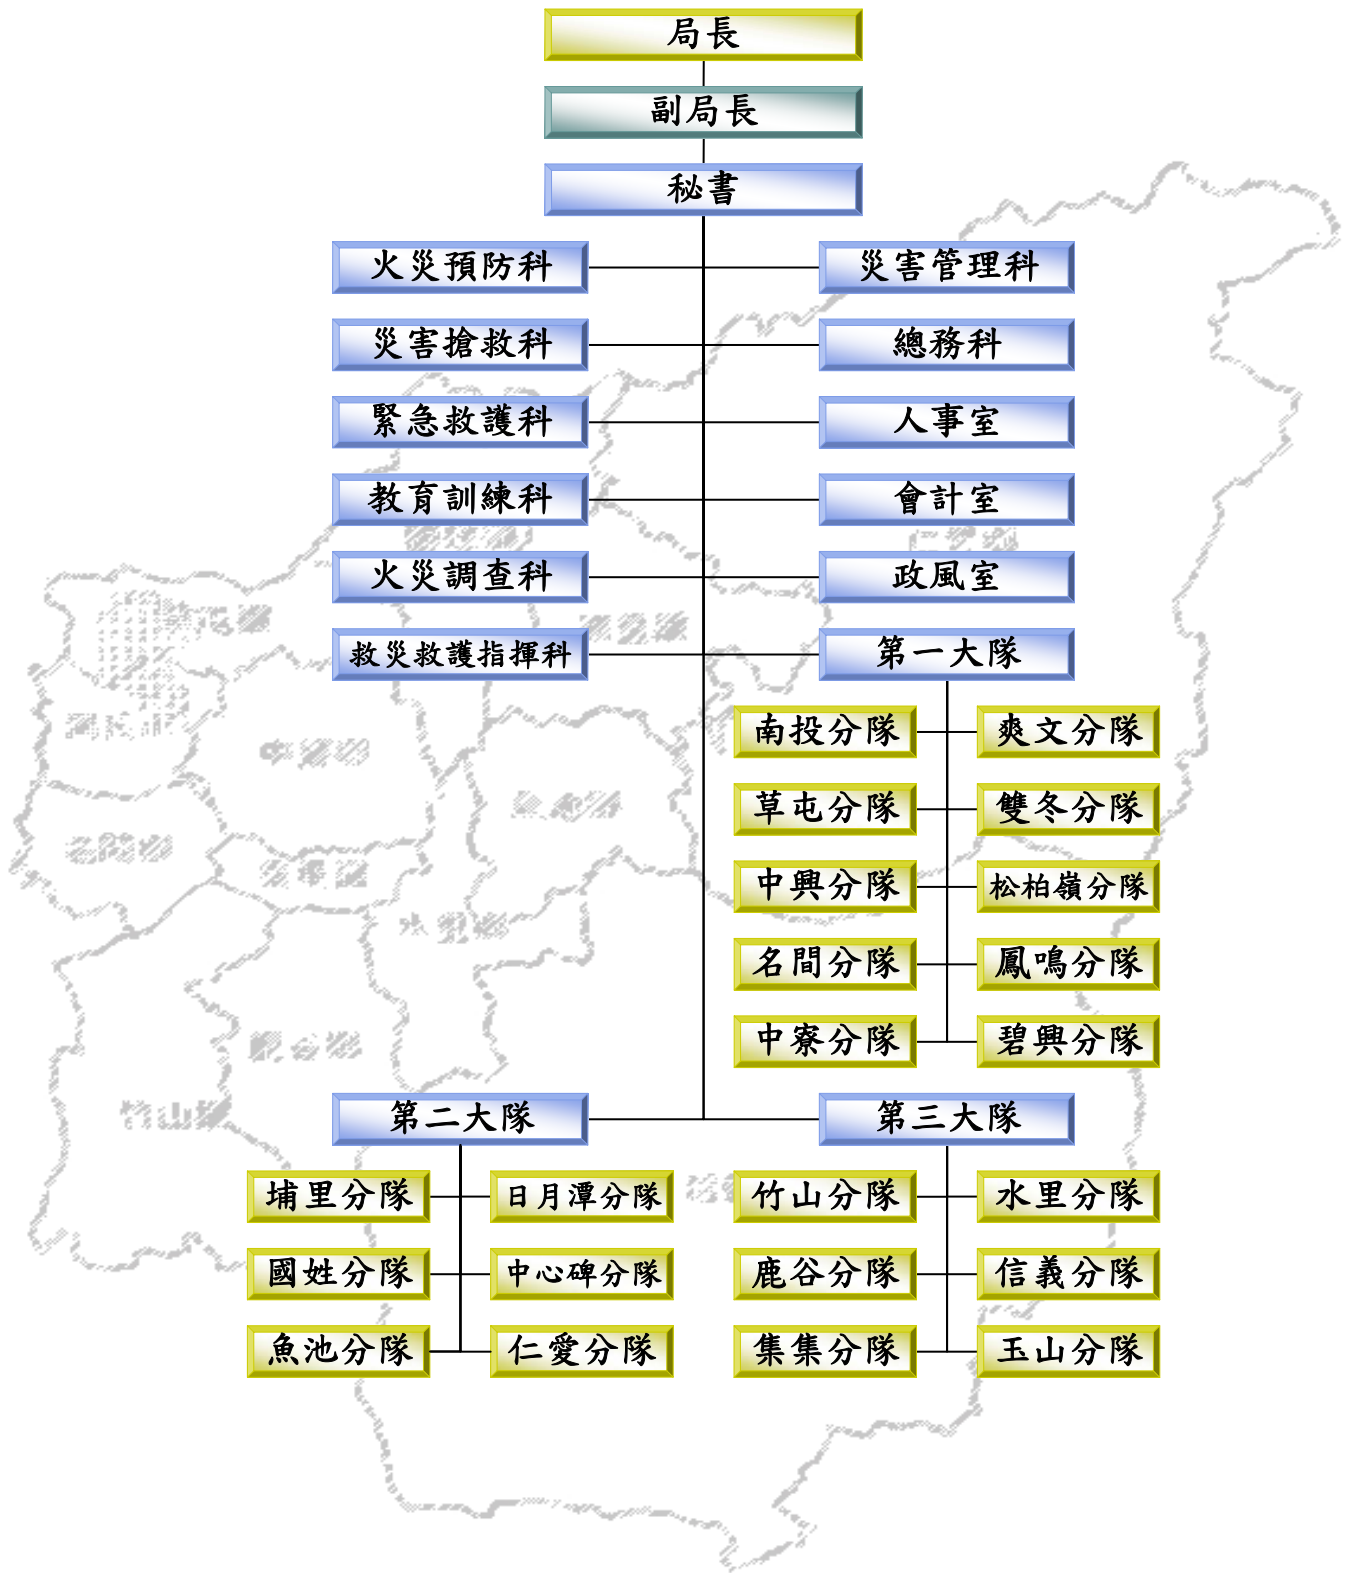 局長
副局長
秘書
火災預防科
災害管理科
災害搶救科
總務科
緊急救護科
人事室
教育訓練科
會計室
火災調查科
政風室
救災救護指揮科
第一大隊
南投分隊
爽文分隊
草屯分隊
雙冬分隊
中興分隊
松柏嶺分隊
名間分隊
鳳鳴分隊
中寮分隊
碧興分隊
第二大隊
第三大隊
埔里分隊
日月潭分隊
竹山分隊
水里分隊
國姓分隊
中心碑分隊
鹿谷分隊
信義分隊
魚池分隊
仁愛分隊
集集分隊
玉山分隊